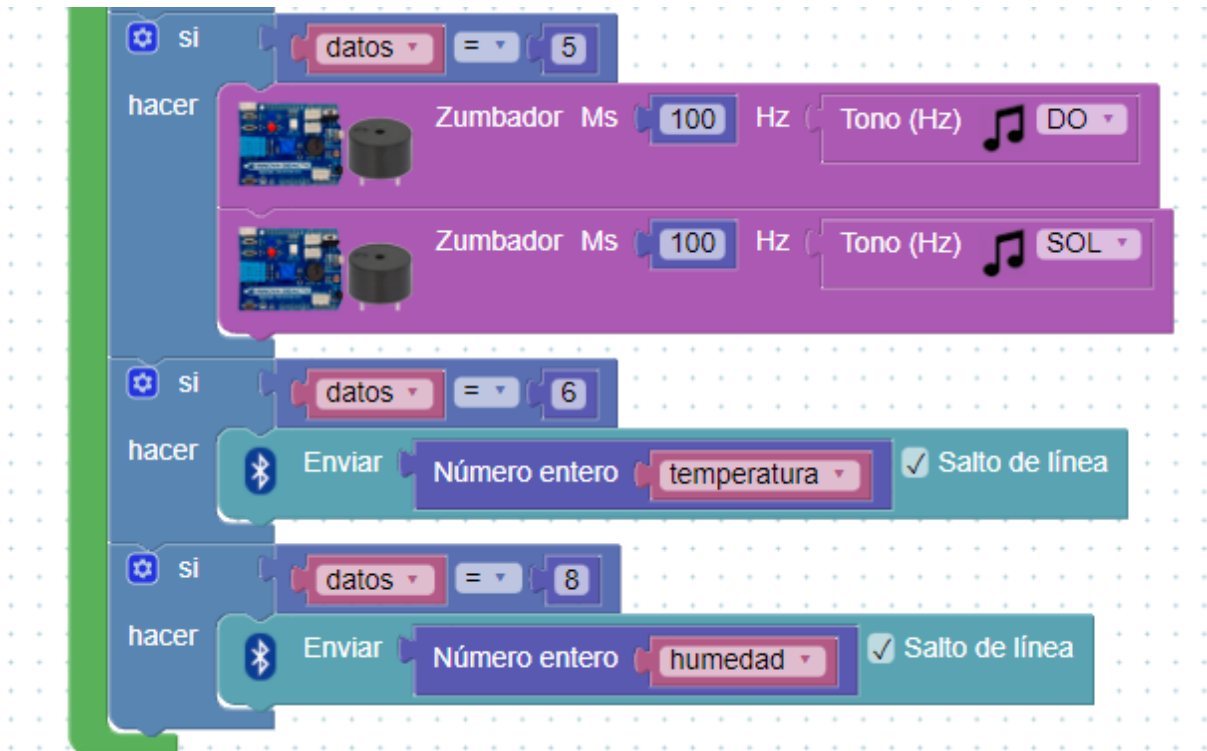 si datos = 5
hacer Zumbador Ms 100 Hz Tono (Hz) DO
Zumbador Ms 100 Hz Tono (Hz) SOL
si datos = 6
hacer Enviar Número entero temperatura Salto de línea
si datos = 8
hacer Enviar Número entero humedad Salto de línea